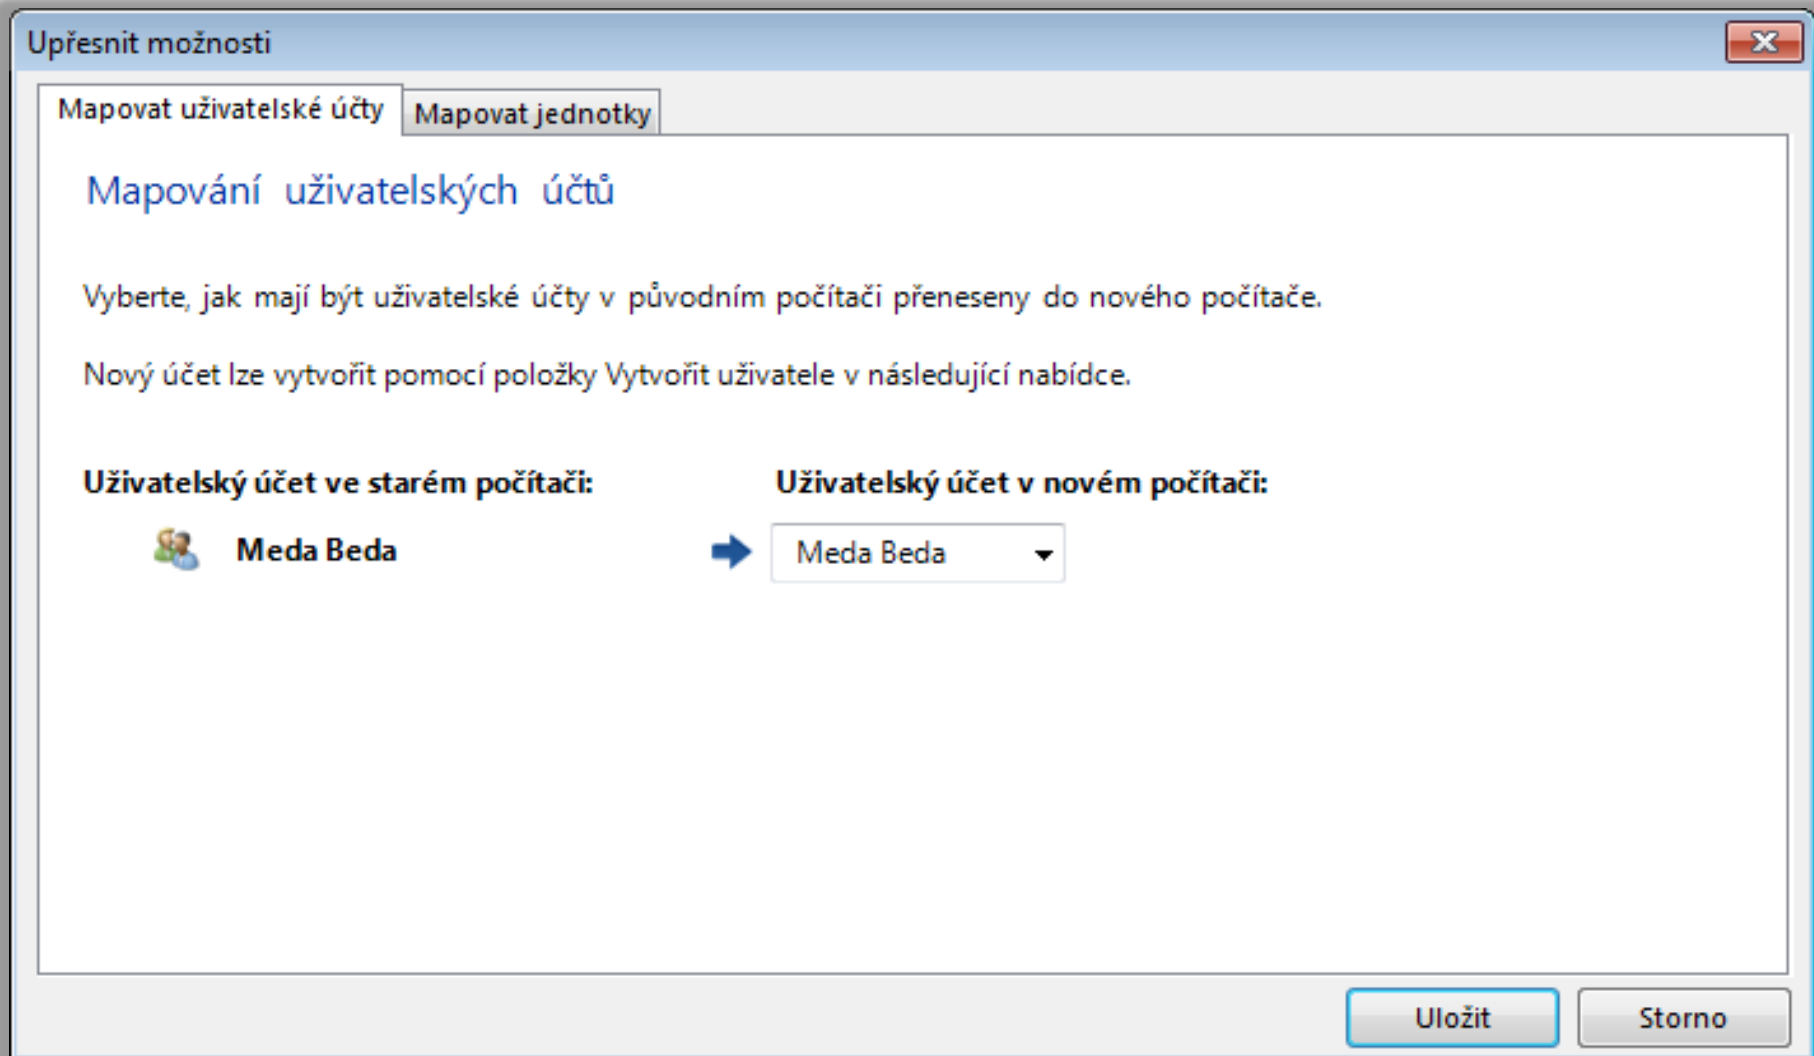 Upřesnit možnosti
Mapovat uživatelské účty
Mapovat jednotky
Mapování uživatelských účtů
Vyberte, jak mají být uživatelské účty v původním počítači přeneseny do nového počítače.
Nový účet lze vytvořit pomocí položky Vytvořit uživatele v následující nabídce.
Uživatelský účet ve starém počítači:
Uživatelský účet v novém počítači:
Meda Beda
Meda Beda
Uložit
Storno